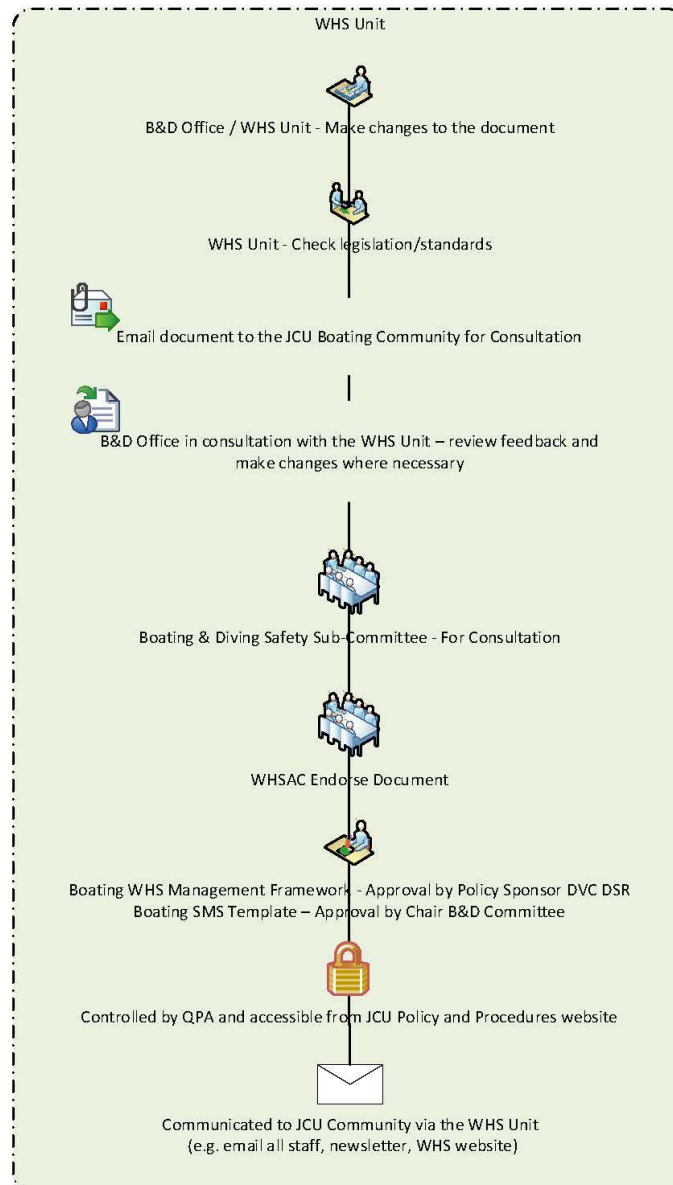 WHS Unit
B&D Office / WHS Unit - Make changes to the document
WHS Unit - Check legislation/standards
Email document to the JCU Boating Community for Consultation
B&D Office in consultation with the WHS Unit – review feedback and
make changes where necessary
Boating & Diving Safety Sub-Committee - For Consultation
WHSAC Endorse Document
Boating WHS Management Framework - Approval by Policy Sponsor DVC DSR
Boating SMS Template – Approval by Chair B&D Committee
Controlled by QPA and accessible from JCU Policy and Procedures website
Communicated to JCU Community via the WHS Unit
(e.g. email all staff, newsletter, WHS website)